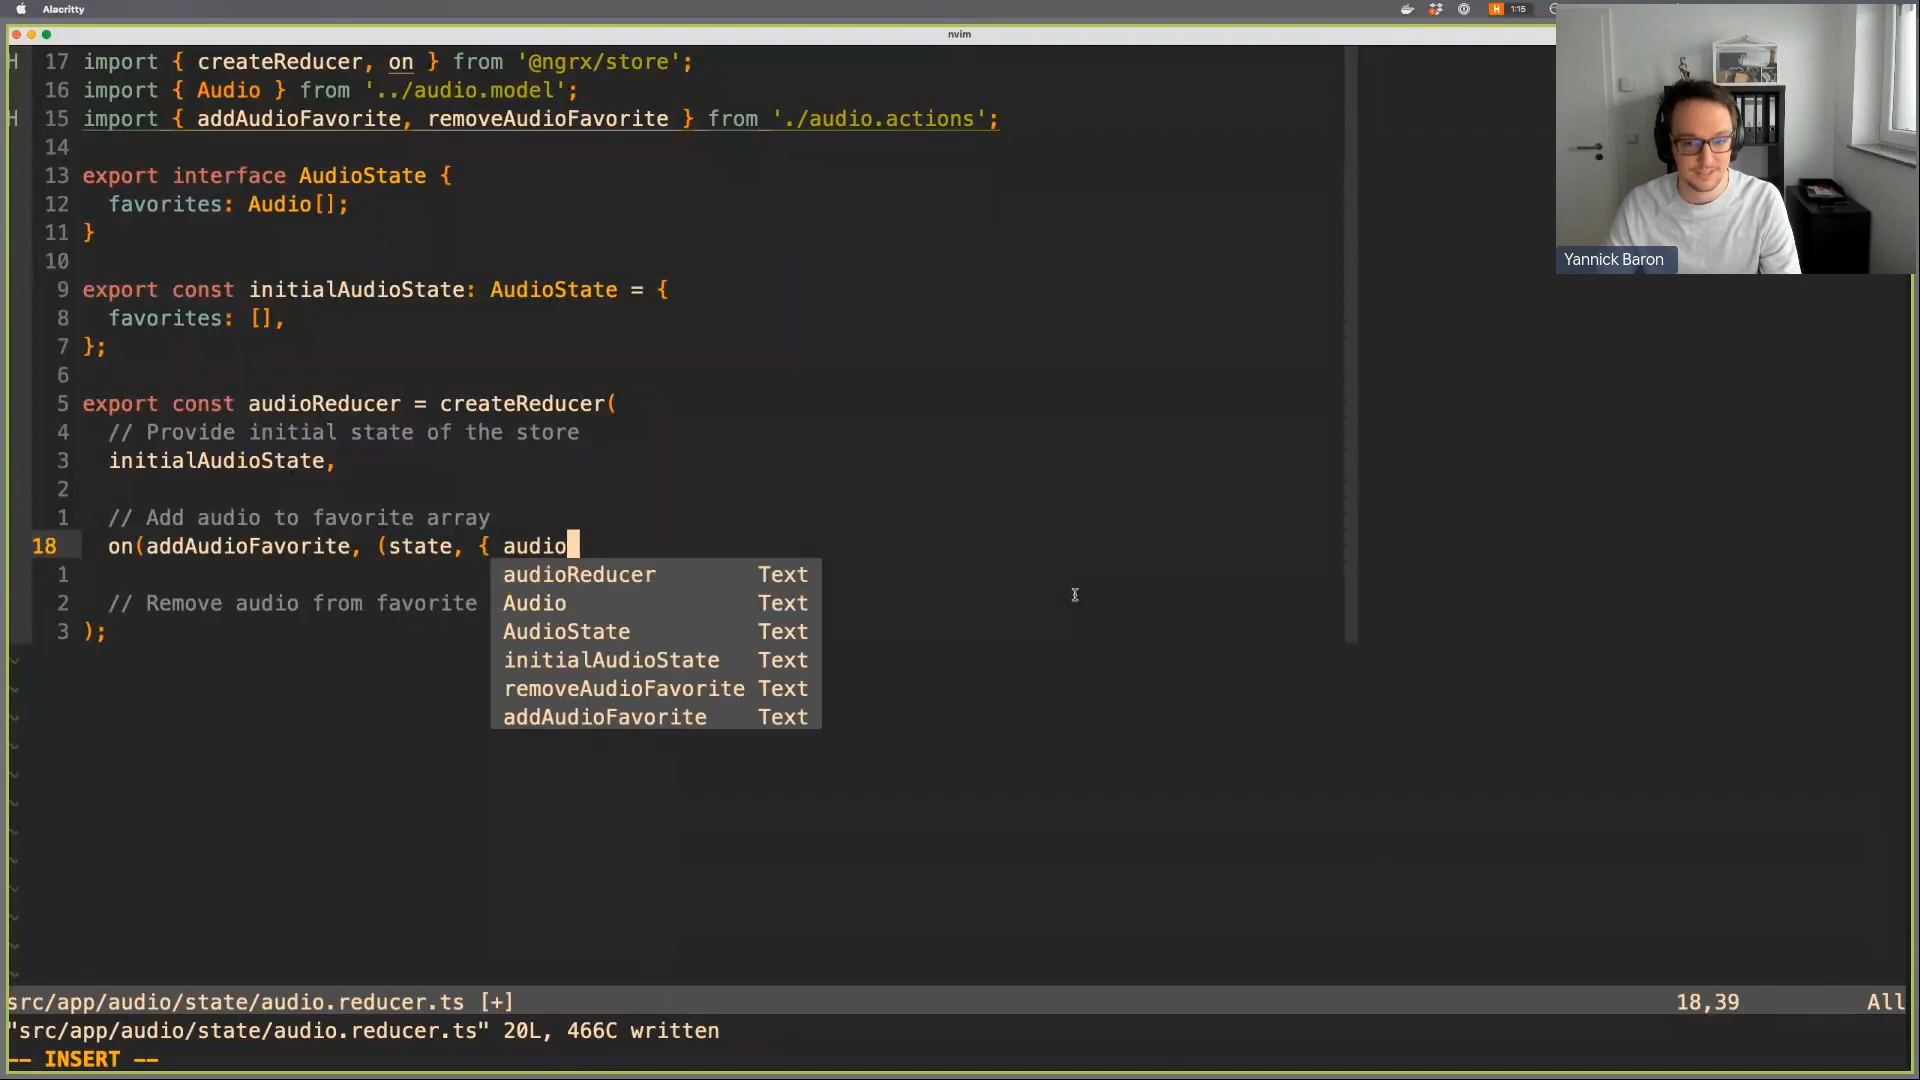 Alacritty
H 1:15
nvim
H 17 import { createReducer, on } from '@ngrx/store';
16 import { Audio } from '../audio.model';
H 15 import { addAudioFavorite, removeAudioFavorite } from './audio.actions';
14
13 export interface AudioState {
12 favorites: Audio[];
11 }
10
9 export const initialAudioState: AudioState = {
8 favorites: [],
7 };
6
5 export const audioReducer = createReducer(
4 // Provide initial state of the store
3 initialAudioState,
2
1 // Add audio to favorite array
18 on(addAudioFavorite, (state, { audio
1
2 // Remove audio from favorite
3 );
audioReducer Text
Audio Text
AudioState Text
initialAudioState Text
removeAudioFavorite Text
addAudioFavorite Text
Yannick Baron
src/app/audio/state/audio.reducer.ts [+] 18,39 All
"src/app/audio/state/audio.reducer.ts" 20L, 466C written
-- INSERT --